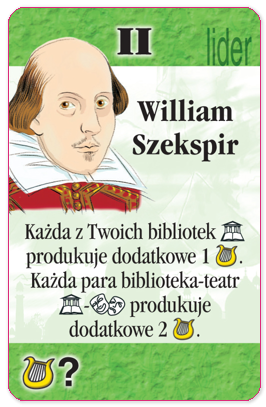 II
lider
William
Szekspir
Każda z Twoich bibliotek
produkuje dodatkowe 1 .
Każda para biblioteka-teatr
- produkuje
dodatkowe 2 .
?